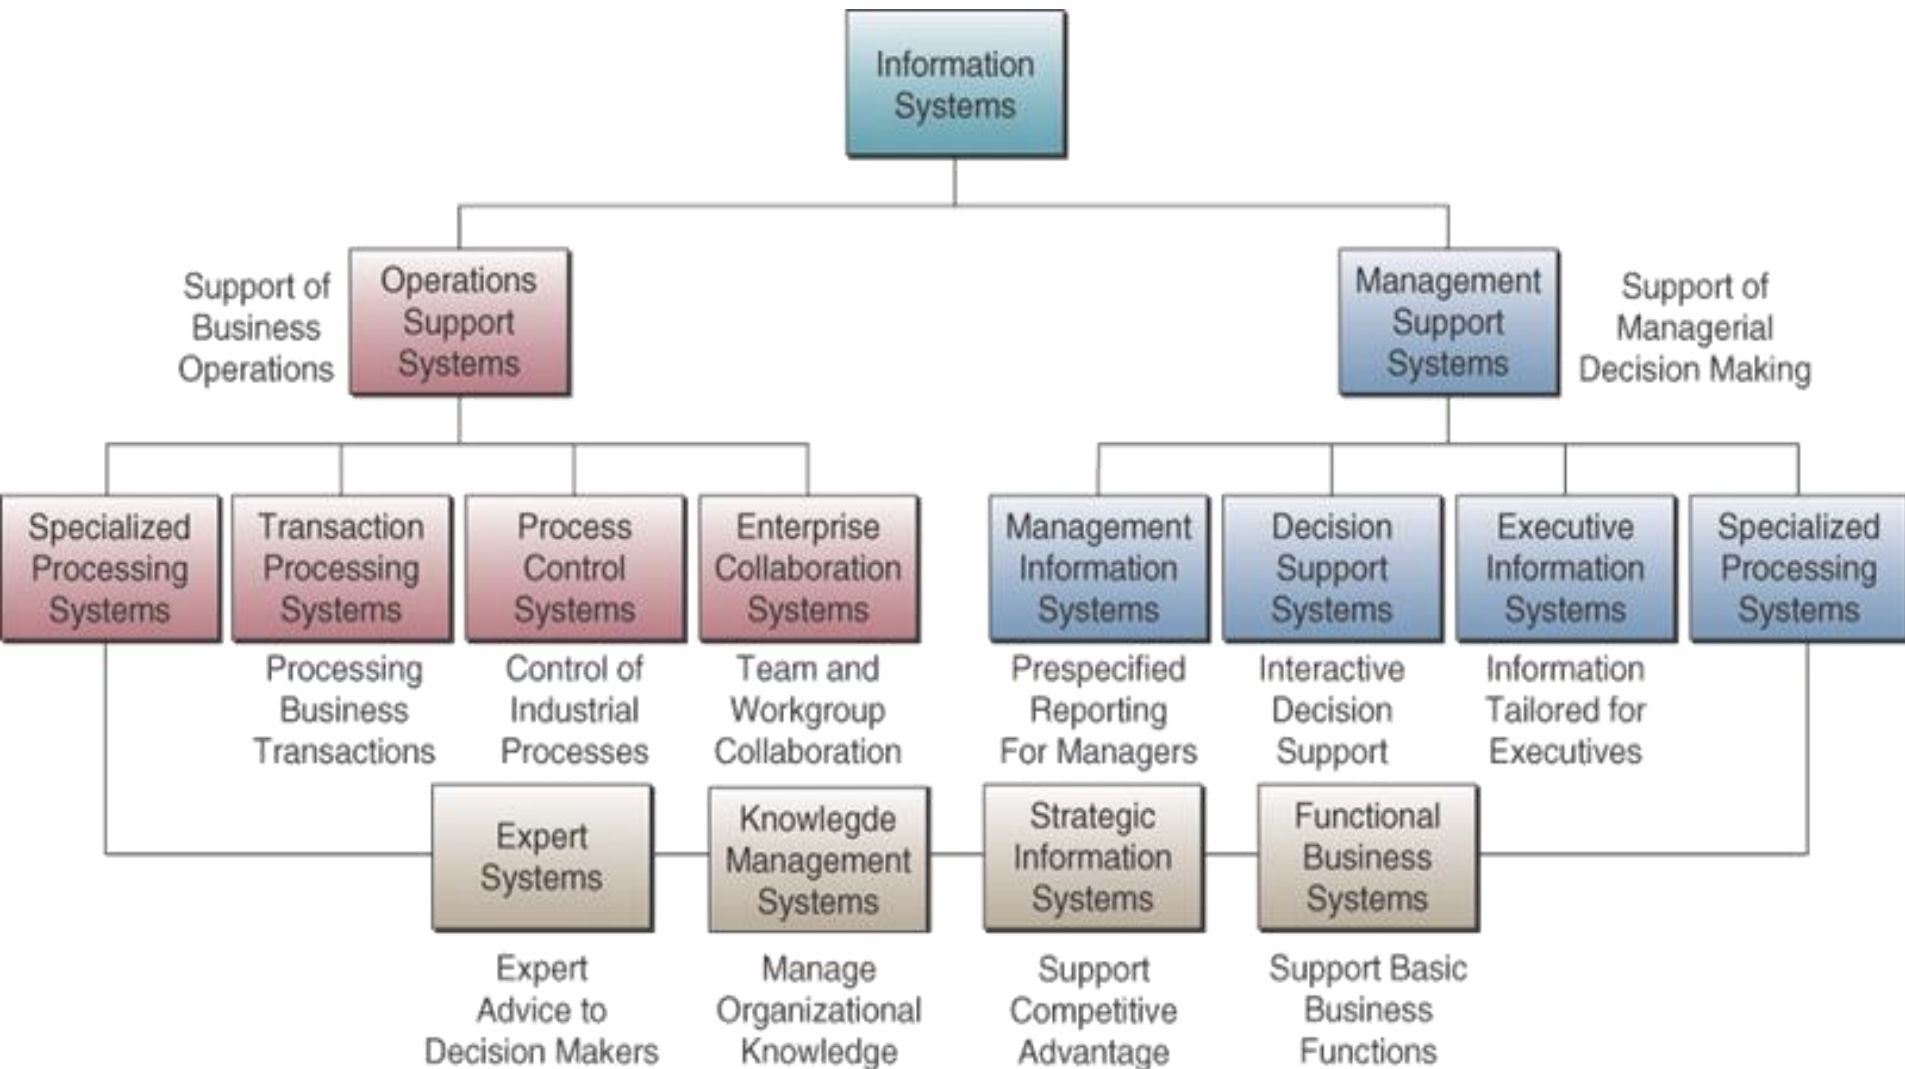 Information
Systems
Support of
Business
Operations
Operations
Support
Systems
Management
Support
Systems
Support of
Managerial
Decision Making
Specialized
Processing
Systems
Transaction
Processing
Systems
Process
Control
Systems
Enterprise
Collaboration
Systems
Management
Information
Systems
Decision
Support
Systems
Executive
Information
Systems
Specialized
Processing
Systems
Processing
Business
Transactions
Control of
Industrial
Processes
Team and
Workgroup
Collaboration
Prespecified
Reporting
For Managers
Interactive
Decision
Support
Information
Tailored for
Executives
Expert
Systems
Knowlegde
Management
Systems
Strategic
Information
Systems
Functional
Business
Systems
Expert
Advice to
Decision Makers
Manage
Organizational
Knowledge
Support
Competitive
Advantage
Support Basic
Business
Functions